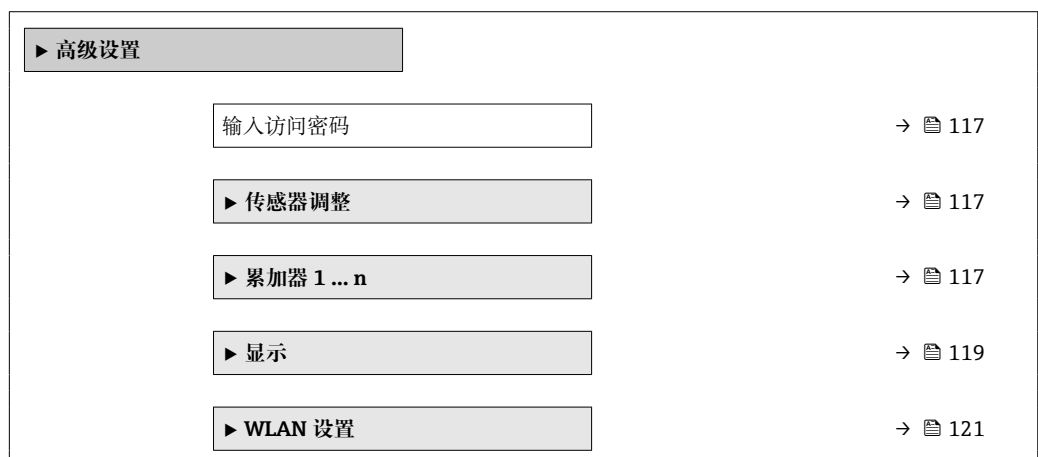 ▶ 高级设置
输入访问密码 → 🖹 117
▶ 传感器调整 → 🖹 117
▶ 累加器 1 … n → 🖹 117
▶ 显示 → 🖹 119
▶ WLAN 设置 → 🖹 121